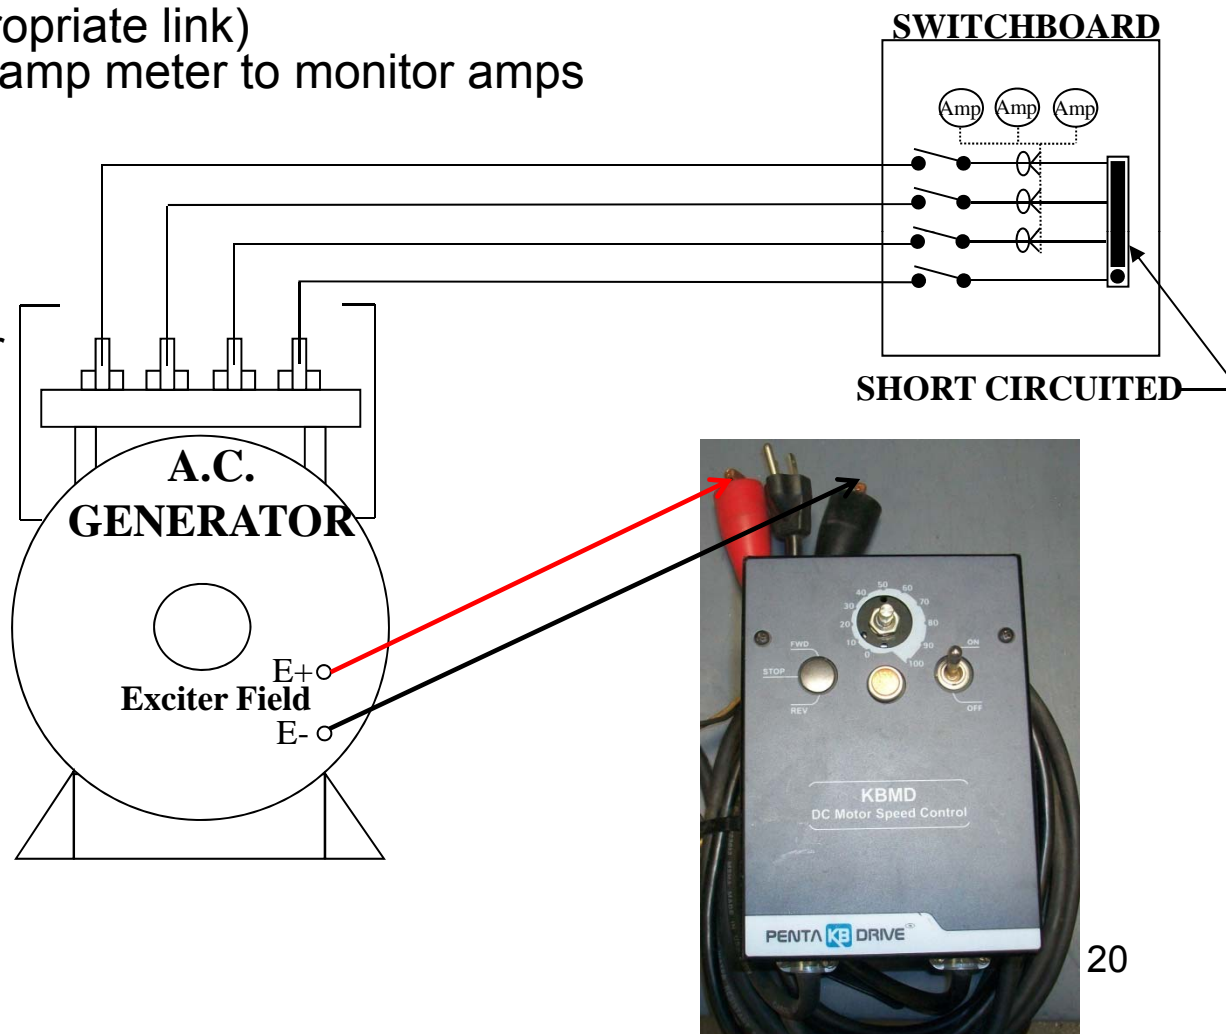 ropriate link)
amp meter to monitor amps
SWITCHBOARD
Amp Amp Amp
SHORT CIRCUITED
A.C.
GENERATOR
E+
Exciter Field
E-
0 10 20 30 40 50 60 70 80 90 100
FWD
STOP
REV
ON
OFF
KBMD
DC Motor Speed Control
PENTA KB DRIVE®
20